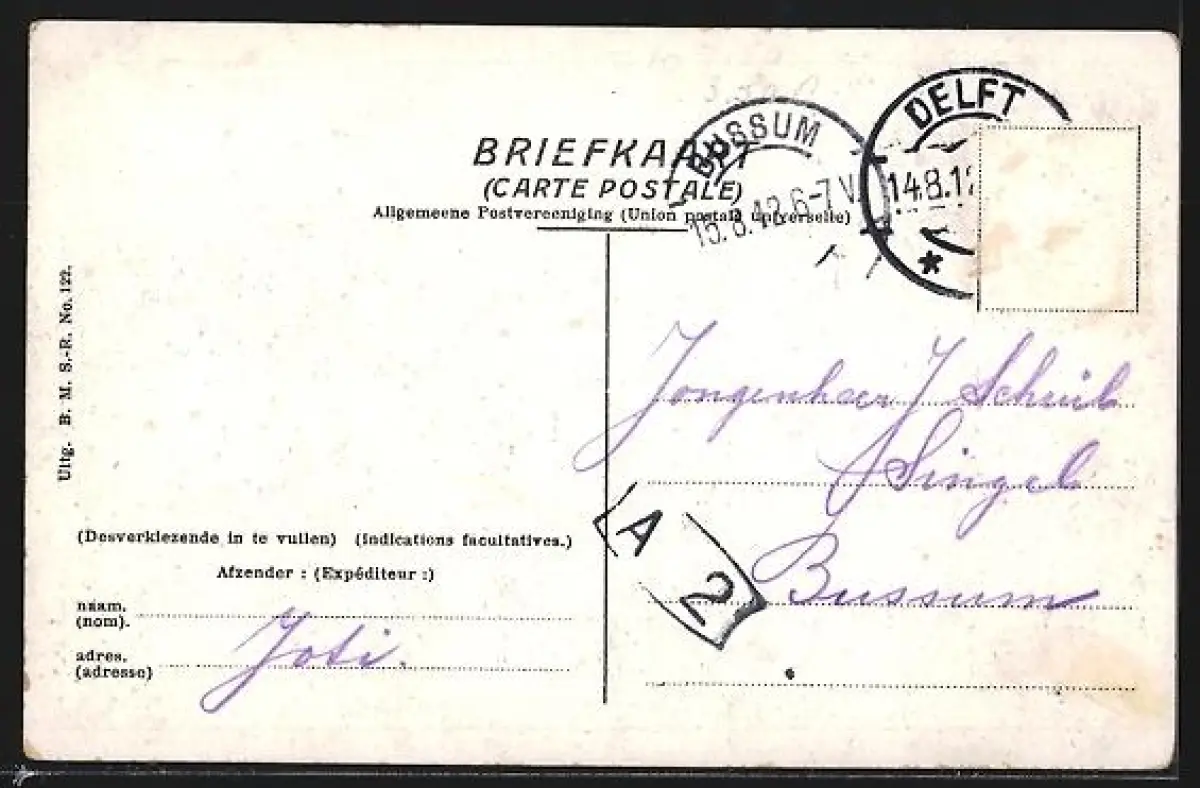 BRIEFKAART
(CARTE POSTALE)
Allgemeene Postvereeniging (Union postale universelle)
BUSSUM
15.8.12.6-7 V.
DELFT
14.8.12
Uitg. B. M. S.-R. No. 122.
Jongenheer J Schuil
Singel
Bussum
A 2
(Desverkiezende in te vullen) (Indications facultatives.)
Afzender : (Expéditeur :)
naam.
(nom).
Joti.
adres.
(adresse)